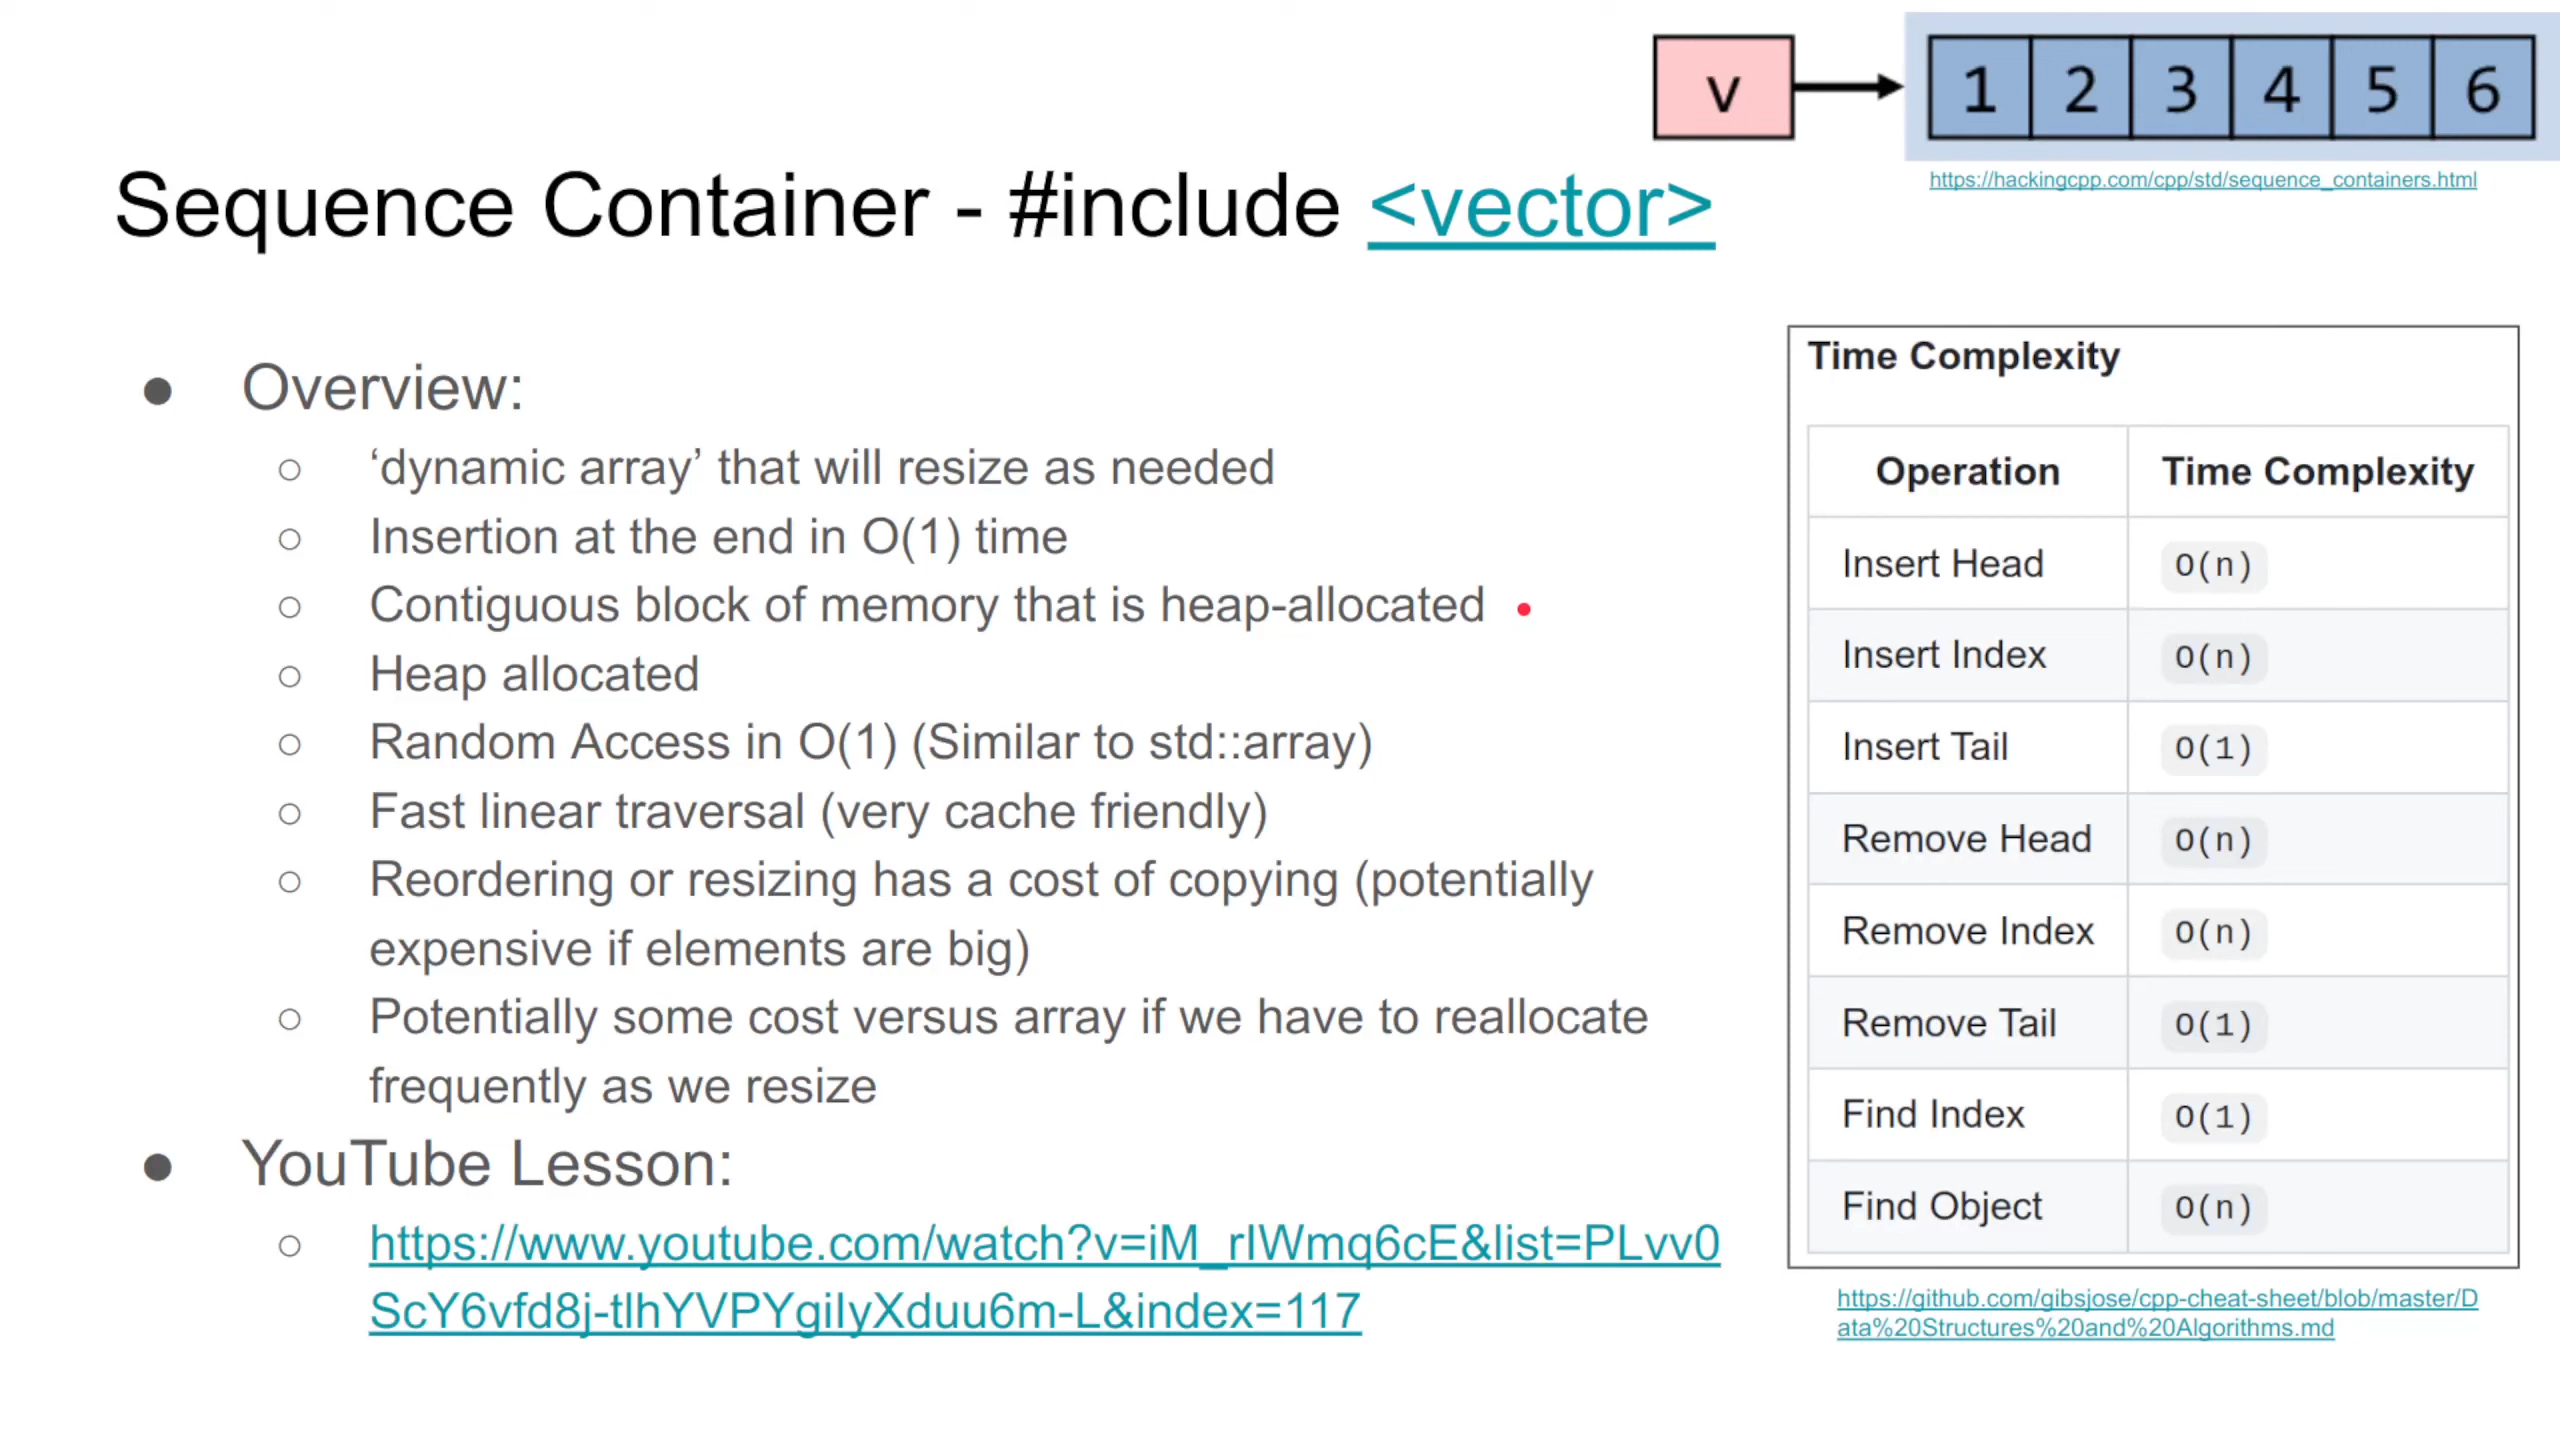 v 1 2 3 4 5 6
https://hackingcpp.com/cpp/std/sequence_containers.html
Sequence Container - #include <vector>
● Overview:
○ ‘dynamic array’ that will resize as needed
○ Insertion at the end in O(1) time
○ Contiguous block of memory that is heap-allocated
○ Heap allocated
○ Random Access in O(1) (Similar to std::array)
○ Fast linear traversal (very cache friendly)
○ Reordering or resizing has a cost of copying (potentially
expensive if elements are big)
○ Potentially some cost versus array if we have to reallocate
frequently as we resize
● YouTube Lesson:
○ https://www.youtube.com/watch?v=iM_rIWmq6cE&list=PLvv0
ScY6vfd8j-tlhYVPYgiIyXduu6m-L&index=117
Time Complexity
Operation Time Complexity
Insert Head O(n)
Insert Index O(n)
Insert Tail O(1)
Remove Head O(n)
Remove Index O(n)
Remove Tail O(1)
Find Index O(1)
Find Object O(n)
https://github.com/gibsjose/cpp-cheat-sheet/blob/master/D
ata%20Structures%20and%20Algorithms.md